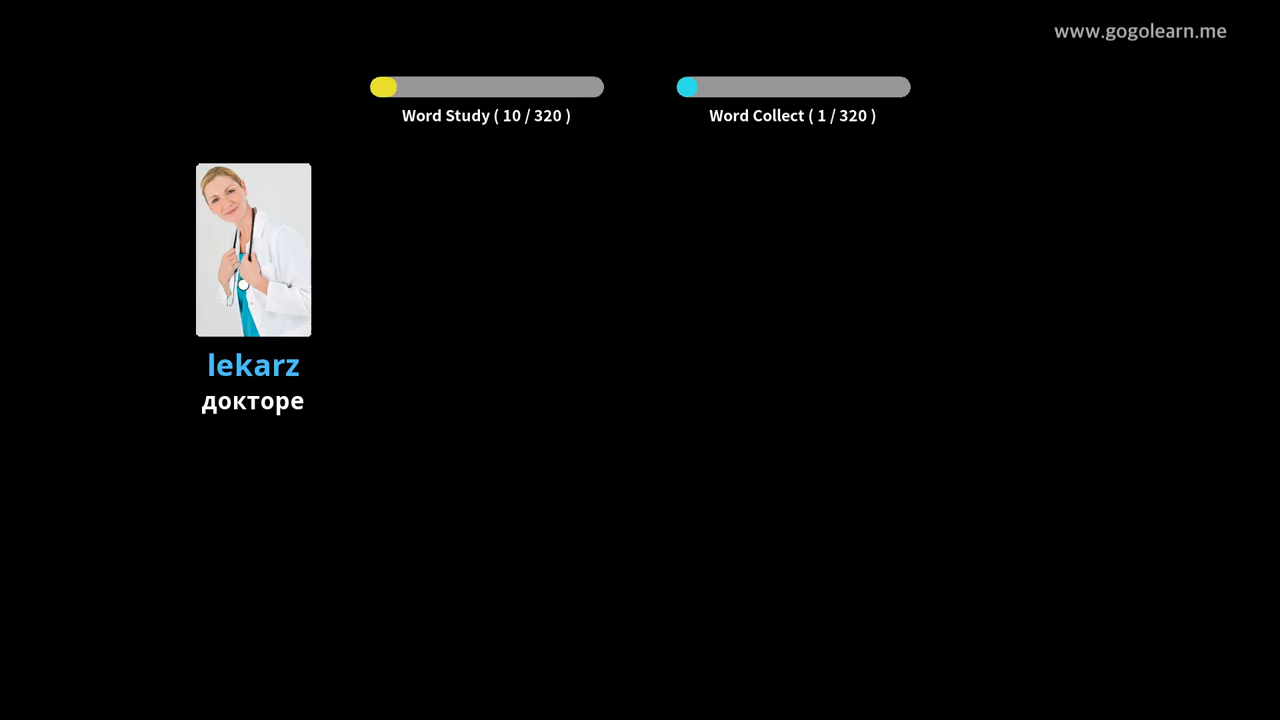 www.gogolearn.me
Word Study ( 10 / 320 )
Word Collect ( 1 / 320 )
lekarz
докторе